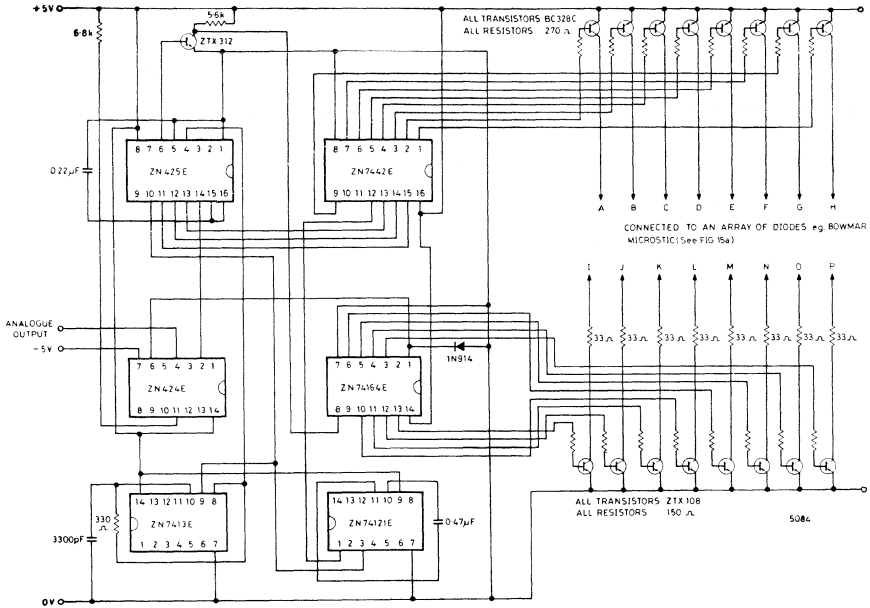 +5V
5·6k
6·8k
ZTX 312
ALL TRANSISTORS BC328C
ALL RESISTORS 270 Ω
8 7 6 5 4 3 2 1
ZN 425E
9 10 11 12 13 14 15 16
0·22µF
8 7 6 5 4 3 2 1
ZN7442E
9 10 11 12 13 14 15 16
A B C D E F G H
CONNECTED TO AN ARRAY OF DIODES eg. BOWMAR
MICROSTIC (See FIG 15a)
I J K L M N O P
33Ω 33Ω 33Ω 33Ω 33Ω 33Ω 33Ω 33Ω
ANALOGUE
OUTPUT
-5V
7 6 5 4 3 2 1
ZN424E
8 9 10 11 12 13 14
7 6 5 4 3 2 1
ZN74164E
8 9 10 11 12 13 14
1N914
14 13 12 11 10 9 8
ZN7413E
1 2 3 4 5 6 7
330
Ω
3300pF
14 13 12 11 10 9 8
ZN74121E
1 2 3 4 5 6 7
0·47µF
ALL TRANSISTORS ZTX108
ALL RESISTORS 150 Ω
5084
0V